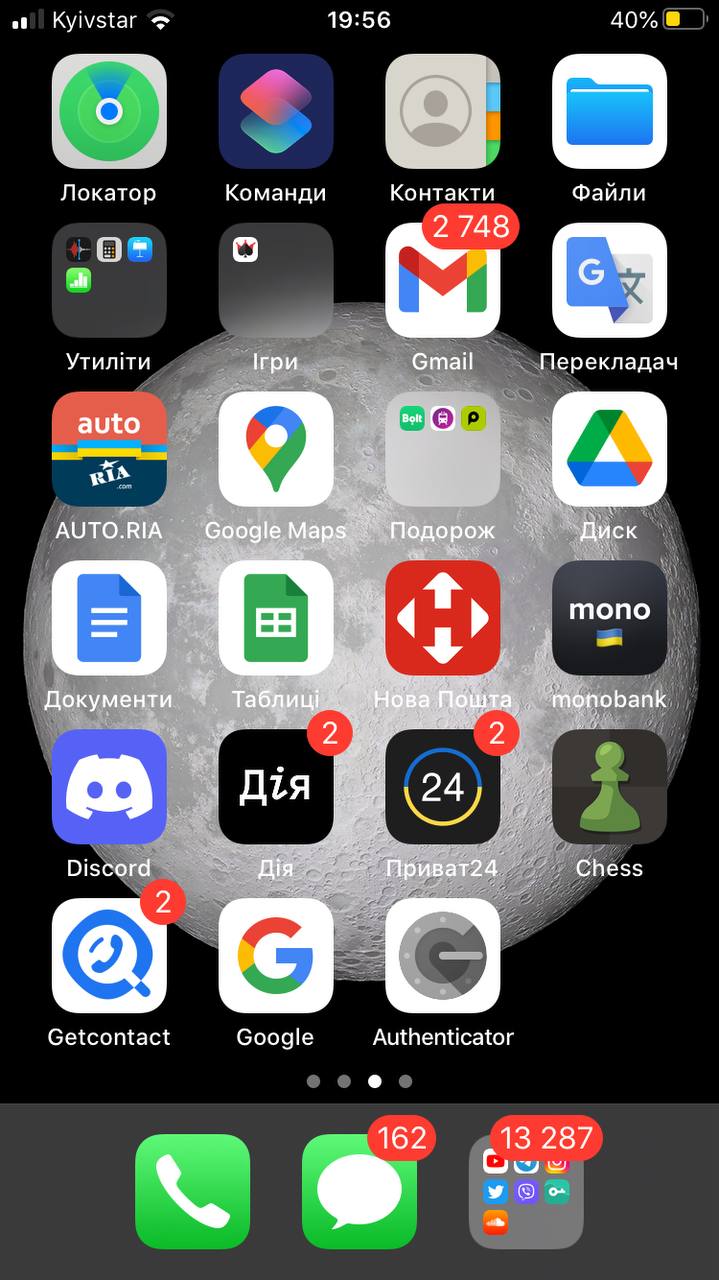 Kyivstar 19:56 40%
Локатор Команди Контакти Файли
2 748
Утиліти Ігри Gmail Перекладач
auto
RIA
.com
Bolt
AUTO.RIA Google Maps Подорож Диск
mono
Документи Таблиці Нова Пошта monobank
2 2
Дія 24
Discord Дія Приват24 Chess
2
Getcontact Google Authenticator
162 13 287